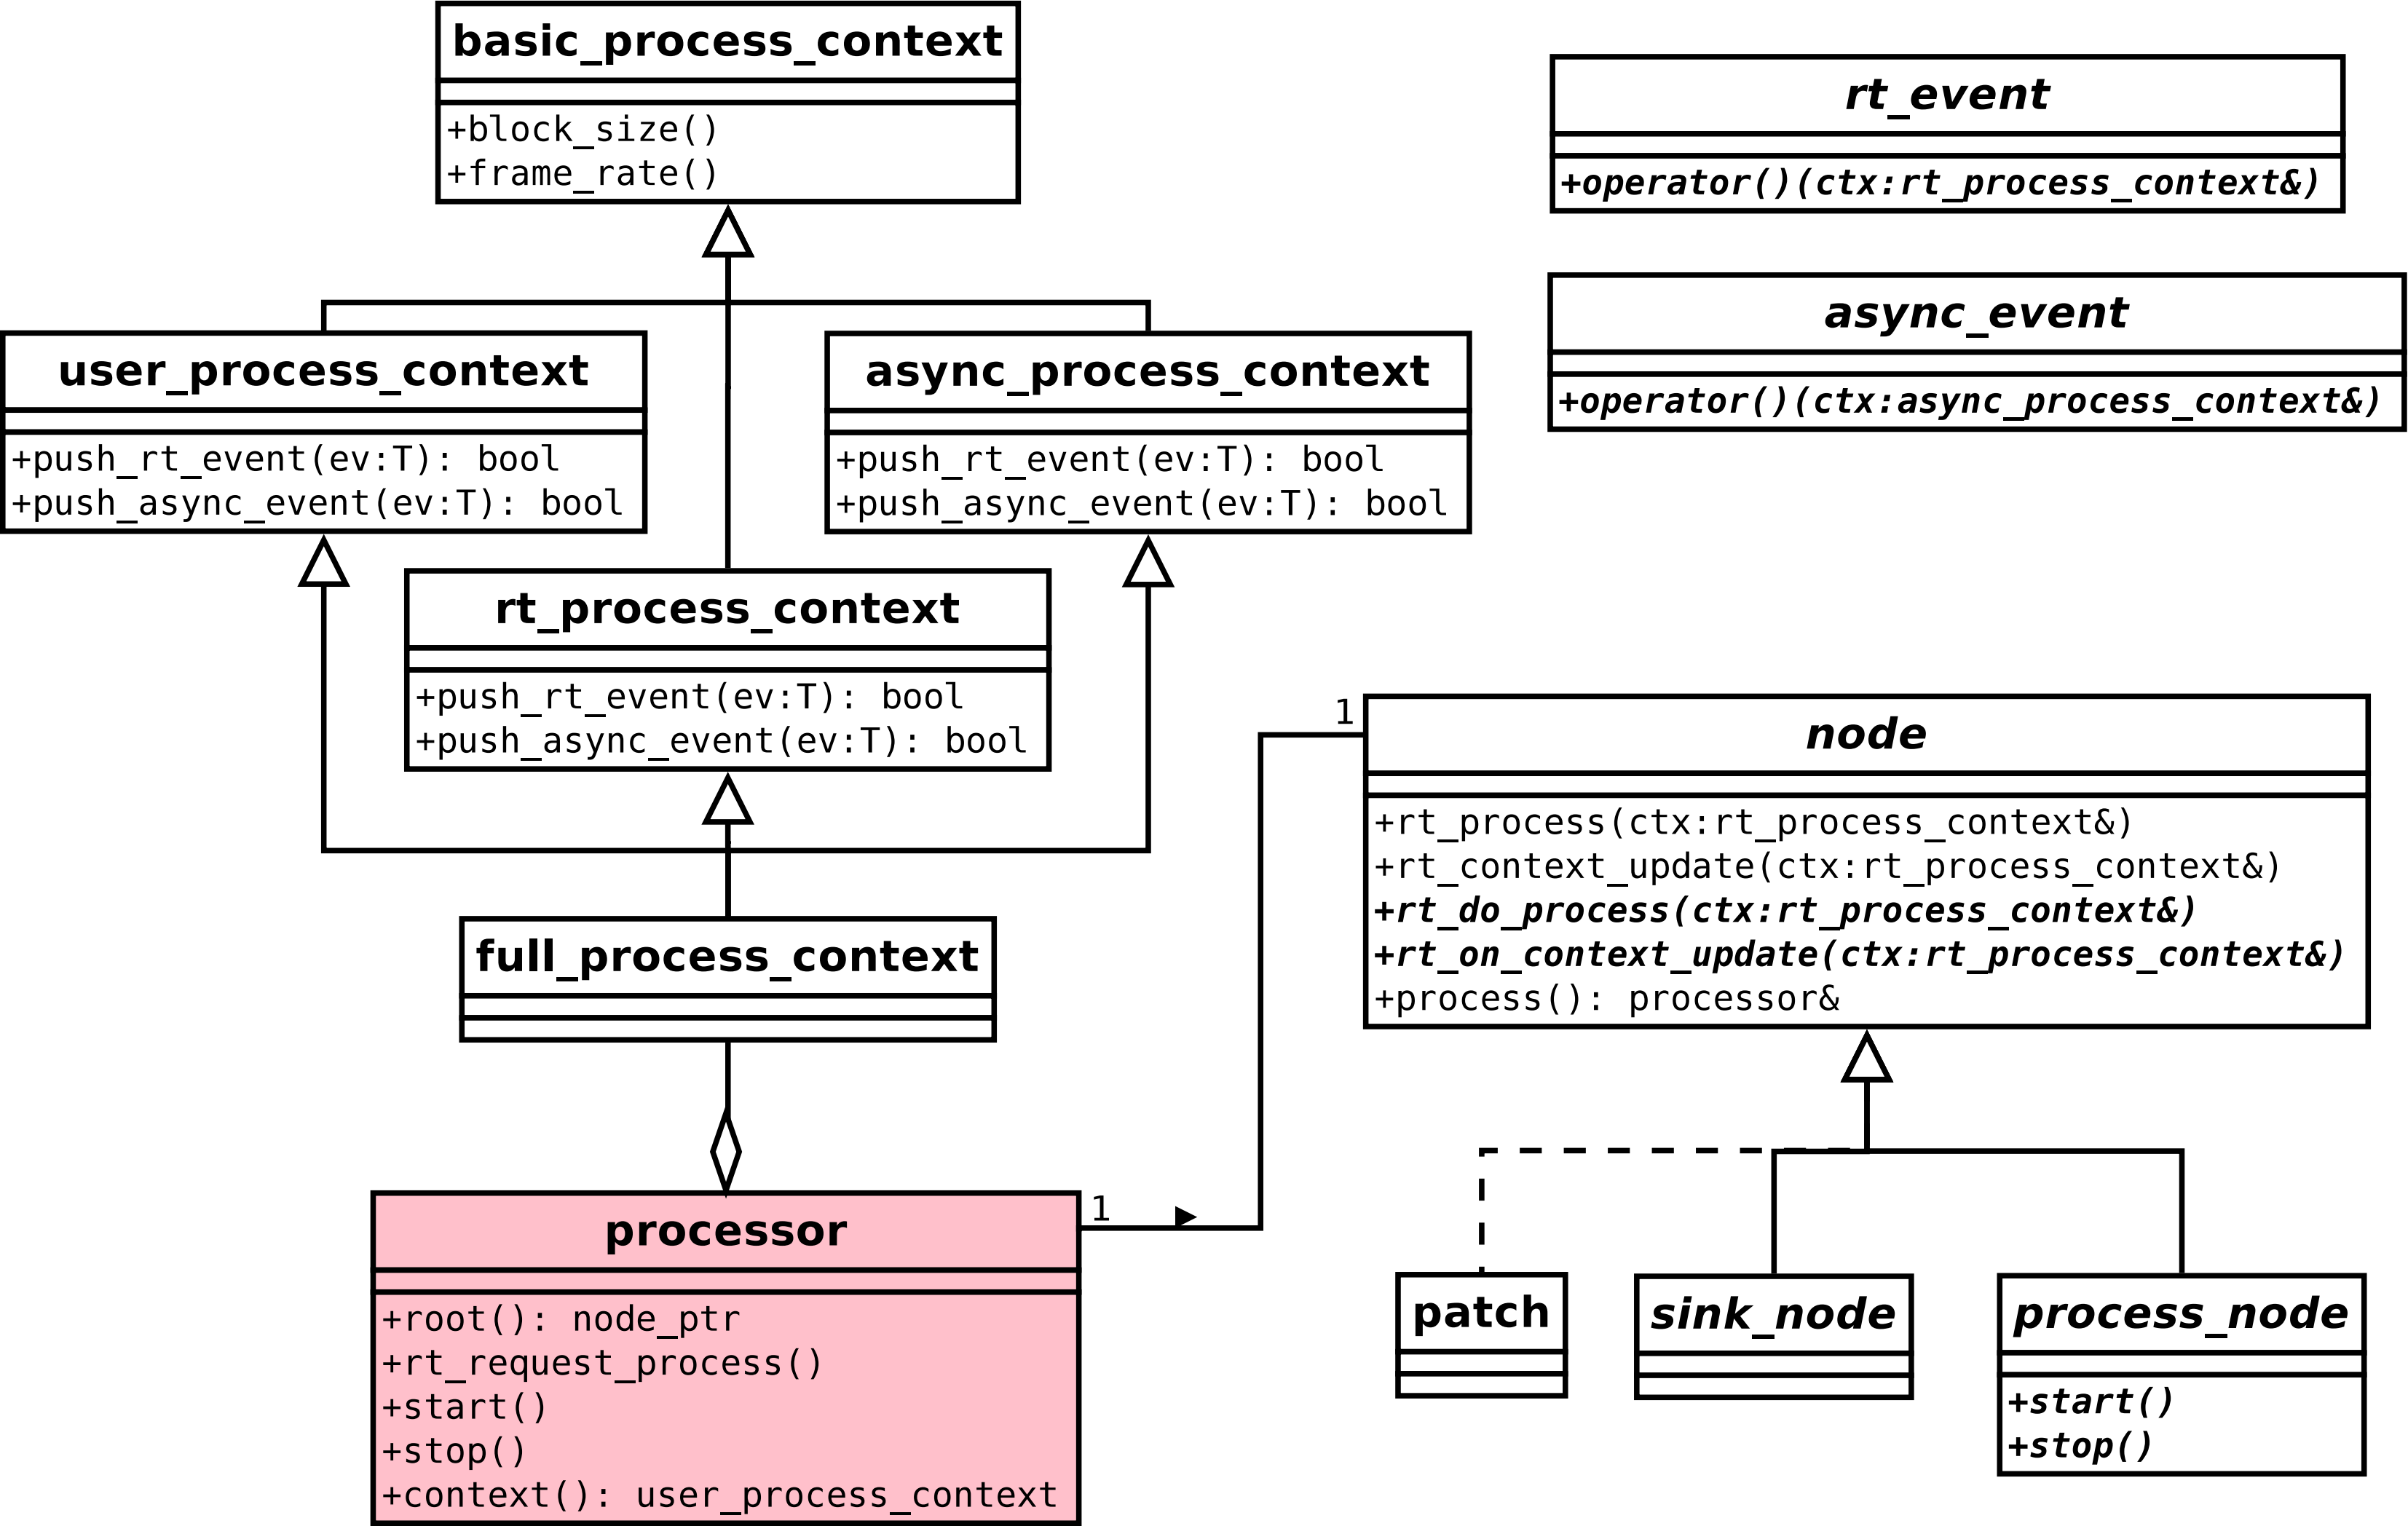 basic_process_context
+block_size()
+frame_rate()
rt_event
+operator()(ctx:rt_process_context&)
async_event
+operator()(ctx:async_process_context&)
user_process_context
+push_rt_event(ev:T): bool
+push_async_event(ev:T): bool
async_process_context
+push_rt_event(ev:T): bool
+push_async_event(ev:T): bool
rt_process_context
+push_rt_event(ev:T): bool
+push_async_event(ev:T): bool
1
node
+rt_process(ctx:rt_process_context&)
+rt_context_update(ctx:rt_process_context&)
+rt_do_process(ctx:rt_process_context&)
+rt_on_context_update(ctx:rt_process_context&)
+process(): processor&
full_process_context
processor
1
+root(): node_ptr
+rt_request_process()
+start()
+stop()
+context(): user_process_context
patch
sink_node
process_node
+start()
+stop()